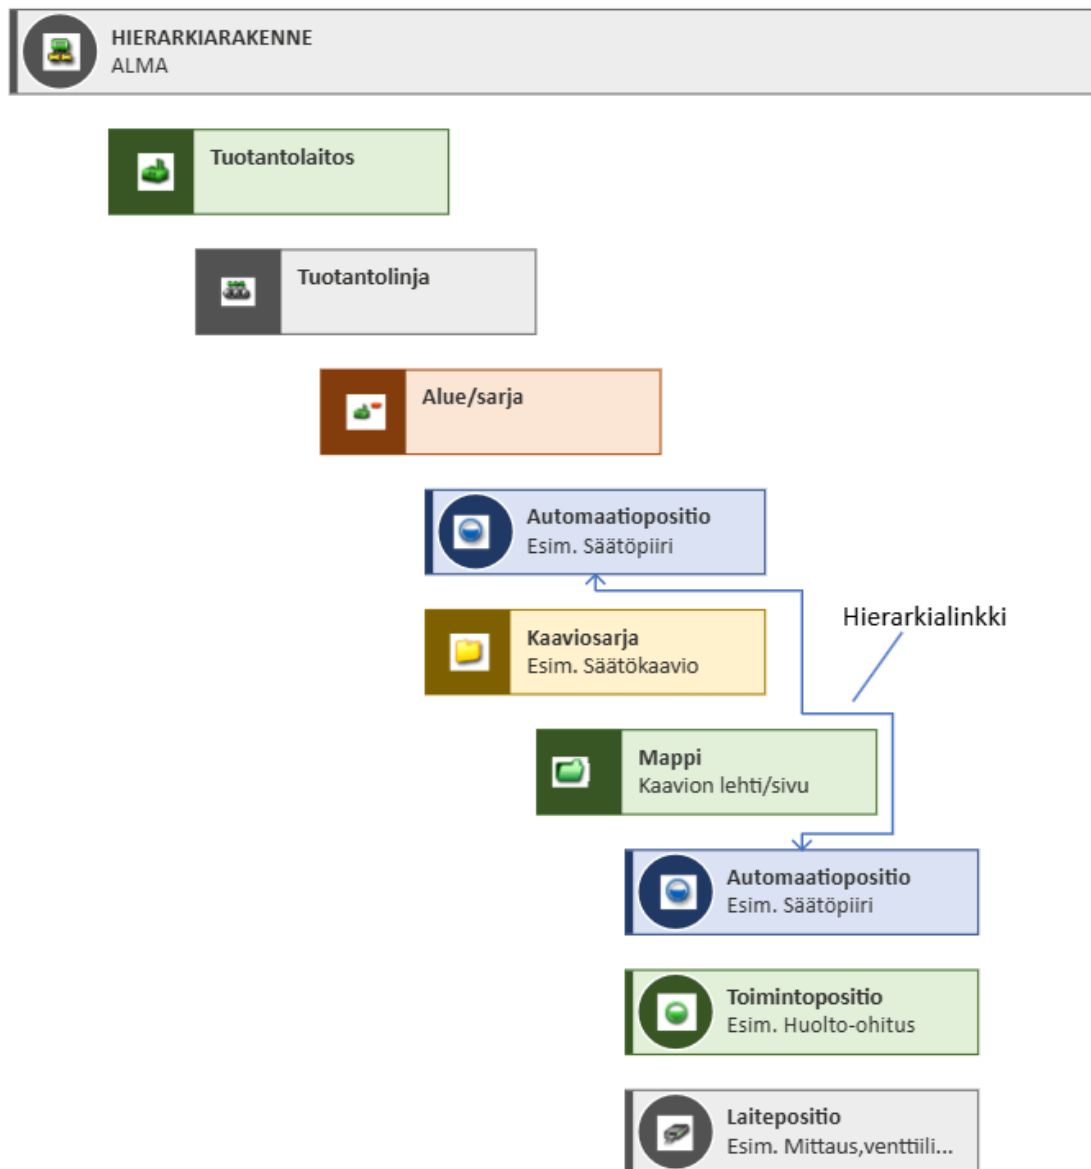 HIERARKIARAKENNE
ALMA
Tuotantolaitos
Tuotantolinja
Alue/sarja
Automaatiopositio
Esim. Säätöpiiri
Hierarkialinkki
Kaaviosarja
Esim. Säätökaavio
Mappi
Kaavion lehti/sivu
Automaatiopositio
Esim. Säätöpiiri
Toimintopositio
Esim. Huolto-ohitus
Laitepositio
Esim. Mittaus,venttiili...